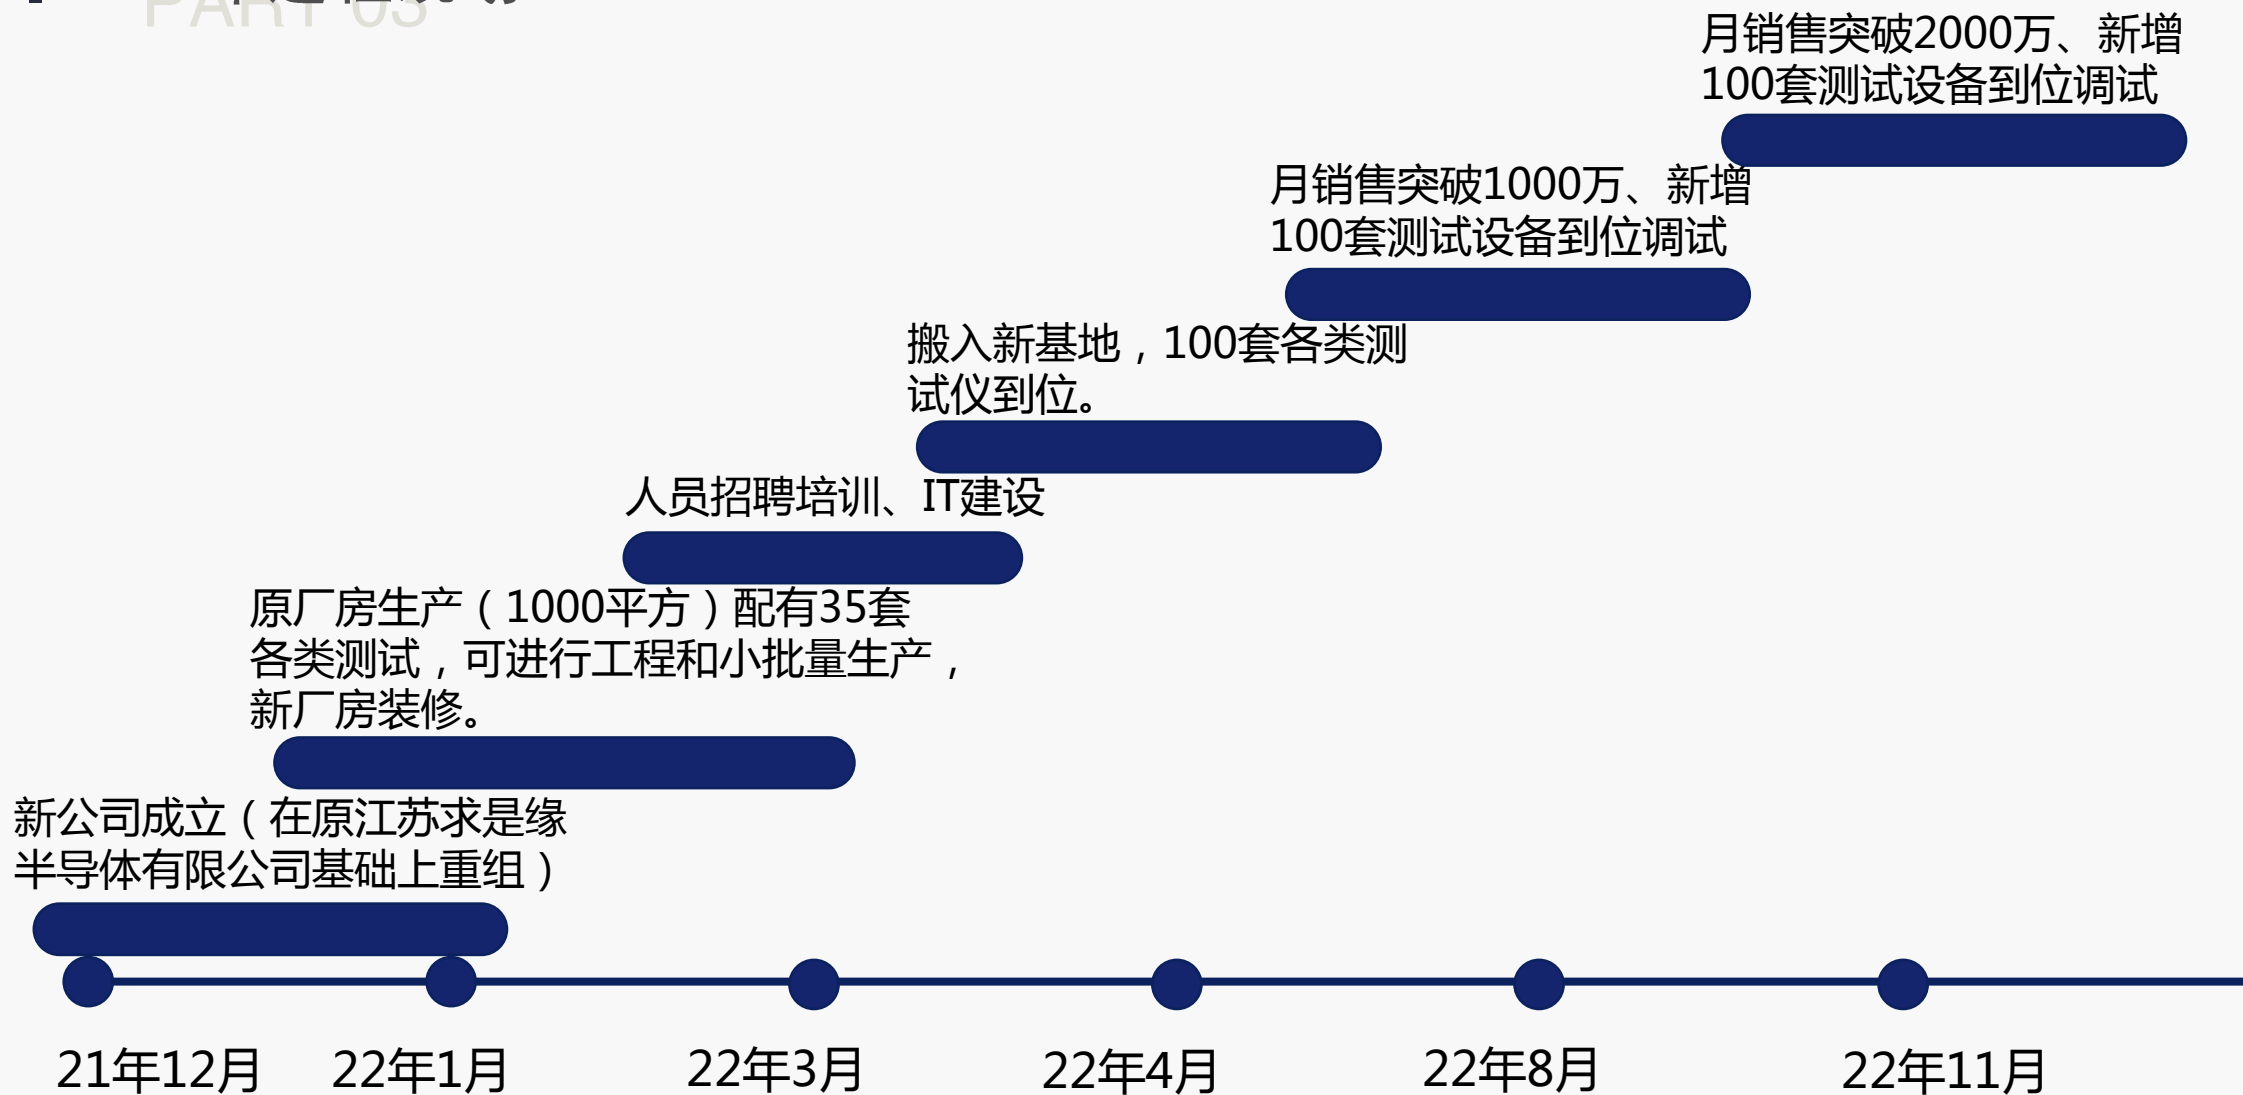 PART 03
月销售突破2000万、新增
100套测试设备到位调试
月销售突破1000万、新增
100套测试设备到位调试
搬入新基地，100套各类测
试仪到位。
人员招聘培训、IT建设
原厂房生产（1000平方）配有35套
各类测试，可进行工程和小批量生产，
新厂房装修。
新公司成立（在原江苏求是缘
半导体有限公司基础上重组）
21年12月
22年1月
22年3月
22年4月
22年8月
22年11月